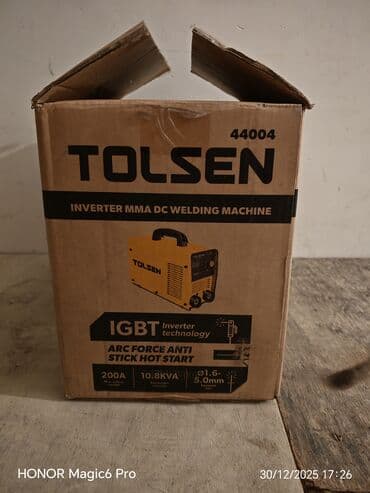 44004
TOLSEN
INVERTER MMA DC WELDING MACHINE
TOLSEN
IGBT Inverter technology
ARC FORCE ANTI
STICK HOT START
200A 10.8KVA Ø1.6-
5.0mm
HONOR Magic6 Pro 30/12/2025 17:26